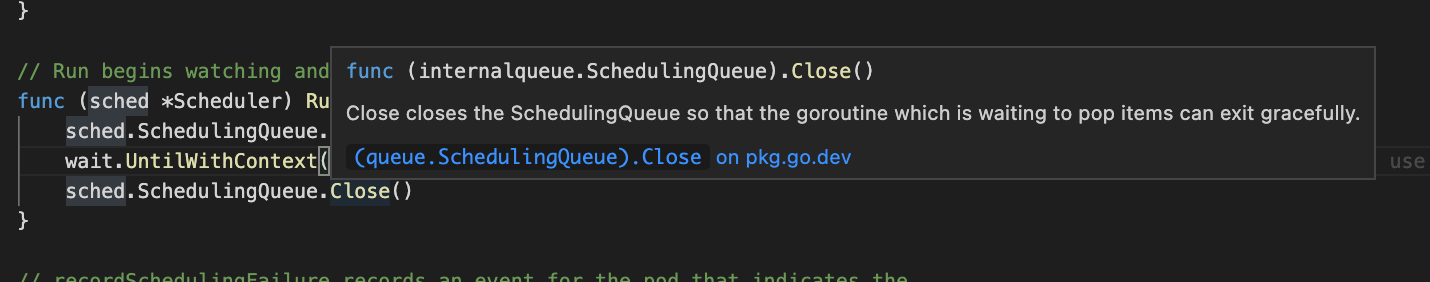 }
// Run begins watching and
func (sched *Scheduler) Ru
sched.SchedulingQueue.
wait.UntilWithContext(
sched.SchedulingQueue.Close()
}
func (internalqueue.SchedulingQueue).Close()
Close closes the SchedulingQueue so that the goroutine which is waiting to pop items can exit gracefully.
(queue.SchedulingQueue).Close on pkg.go.dev
use
// recordSchedulingFailure records an event for the pod that indicates the